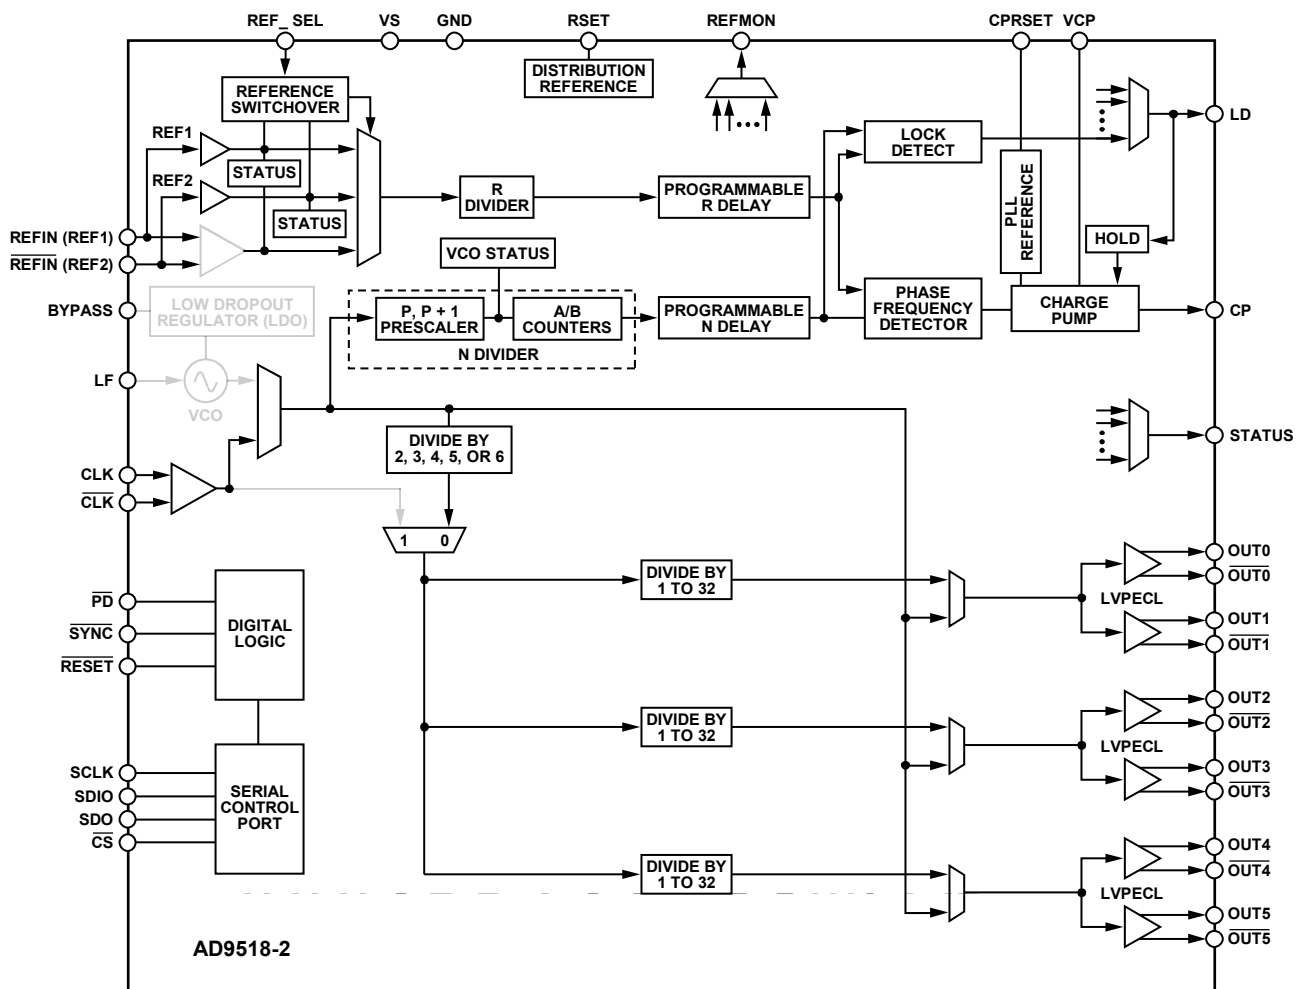 REF_SEL VS GND RSET REFMON CPRSET VCP
DISTRIBUTION
REFERENCE
REFERENCE
SWITCHOVER
REF1
STATUS
REF2
STATUS
REFIN (REF1)
REFIN (REF2)
BYPASS
LOW DROPOUT
REGULATOR (LDO)
LF
VCO
CLK
CLK
R
DIVIDER
PROGRAMMABLE
R DELAY
LOCK
DETECT
LD
PLL
REFERENCE
HOLD
VCO STATUS
P, P + 1
PRESCALER
A/B
COUNTERS
N DIVIDER
PROGRAMMABLE
N DELAY
PHASE
FREQUENCY
DETECTOR
CHARGE
PUMP
CP
STATUS
DIVIDE BY
2, 3, 4, 5, OR 6
1 0
DIVIDE BY
1 TO 32
LVPECL
OUT0
OUT0
OUT1
OUT1
PD
SYNC
RESET
DIGITAL
LOGIC
DIVIDE BY
1 TO 32
LVPECL
OUT2
OUT2
OUT3
OUT3
SCLK
SDIO
SDO
CS
SERIAL
CONTROL
PORT
DIVIDE BY
1 TO 32
LVPECL
OUT4
OUT4
OUT5
OUT5
AD9518-2